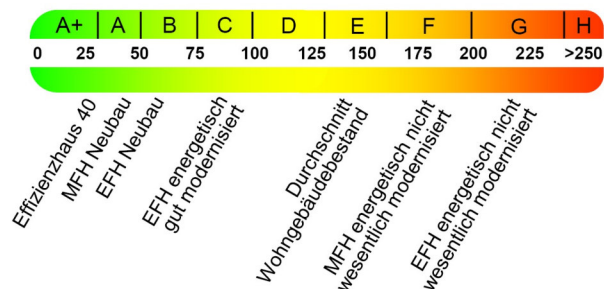 A+ A B C D E F G H
0 25 50 75 100 125 150 175 200 225 >250
Effizienzhaus 40
MFH Neubau
EFH Neubau
EFH energetisch
gut modernisiert
Durchschnitt
Wohngebäudebestand
MFH energetisch nicht
wesentlich modernisiert
EFH energetisch nicht
wesentlich modernisiert